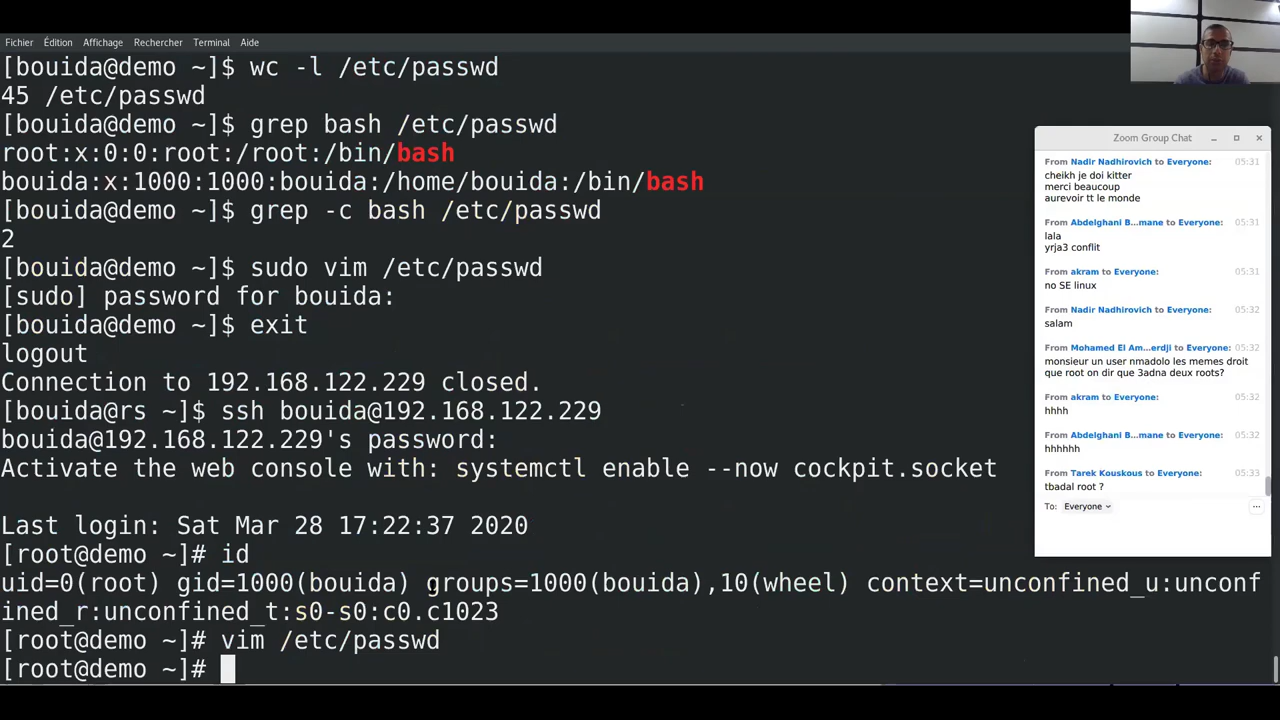 Fichier Édition Affichage Rechercher Terminal Aide
[bouida@demo ~]$ wc -l /etc/passwd
45 /etc/passwd
[bouida@demo ~]$ grep bash /etc/passwd
root:x:0:0:root:/root:/bin/bash
bouida:x:1000:1000:bouida:/home/bouida:/bin/bash
[bouida@demo ~]$ grep -c bash /etc/passwd
2
[bouida@demo ~]$ sudo vim /etc/passwd
[sudo] password for bouida:
[bouida@demo ~]$ exit
logout
Connection to 192.168.122.229 closed.
[bouida@rs ~]$ ssh bouida@192.168.122.229
bouida@192.168.122.229's password:
Activate the web console with: systemctl enable --now cockpit.socket
Last login: Sat Mar 28 17:22:37 2020
[root@demo ~]# id
uid=0(root) gid=1000(bouida) groups=1000(bouida),10(wheel) context=unconfined_u:unconf
ined_r:unconfined_t:s0-s0:c0.c1023
[root@demo ~]# vim /etc/passwd
[root@demo ~]#
Zoom Group Chat
From Nadir Nadhirovich to Everyone: 05:31
cheikh je doi kitter
merci beaucoup
aurevoir tt le monde
From Abdelghani B...mane to Everyone: 05:31
lala
yrja3 conflit
From akram to Everyone: 05:31
no SE linux
From Nadir Nadhirovich to Everyone: 05:32
salam
From Mohamed El Am...erdji to Everyone: 05:32
monsieur un user nmadolo les memes droit
que root on dir que 3adna deux roots?
From akram to Everyone: 05:32
hhhh
From Abdelghani B...mane to Everyone: 05:32
hhhhhh
From Tarek Kouskous to Everyone: 05:33
tbadal root ?
To: Everyone